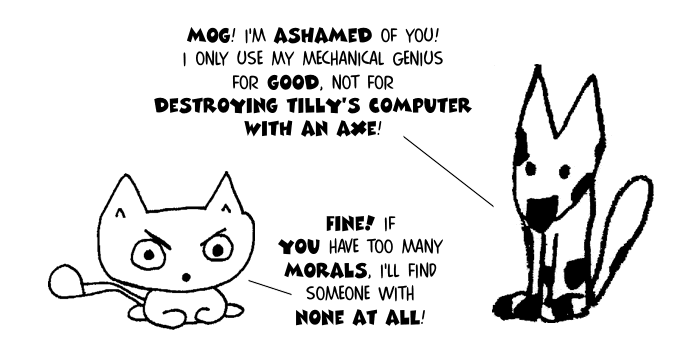 MOG! I'M ASHAMED OF YOU!
I ONLY USE MY MECHANICAL GENIUS
FOR GOOD, NOT FOR
DESTROYING TILLY'S COMPUTER
WITH AN AXE!
FINE! IF
YOU HAVE TOO MANY
MORALS, I'LL FIND
SOMEONE WITH
NONE AT ALL!